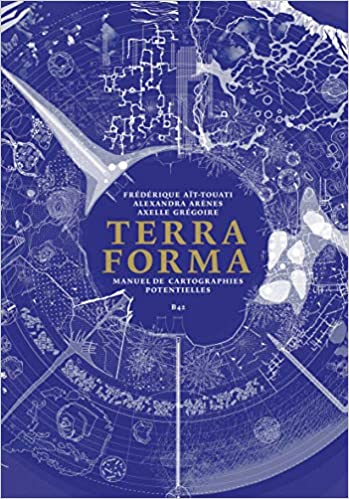 FRÉDÉRIQUE AÏT-TOUATI
ALEXANDRA ARÈNES
AXELLE GRÉGOIRE
TERRA
FORMA
MANUEL DE CARTOGRAPHIES
POTENTIELLES
B42